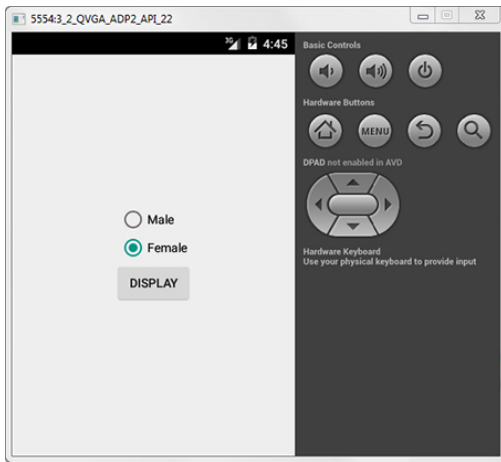 5554:3_2_QVGA_ADP2_API_22
3G 4:45
Male
Female
DISPLAY
Basic Controls
Hardware Buttons
MENU
DPAD not enabled in AVD
Hardware Keyboard
Use your physical keyboard to provide input